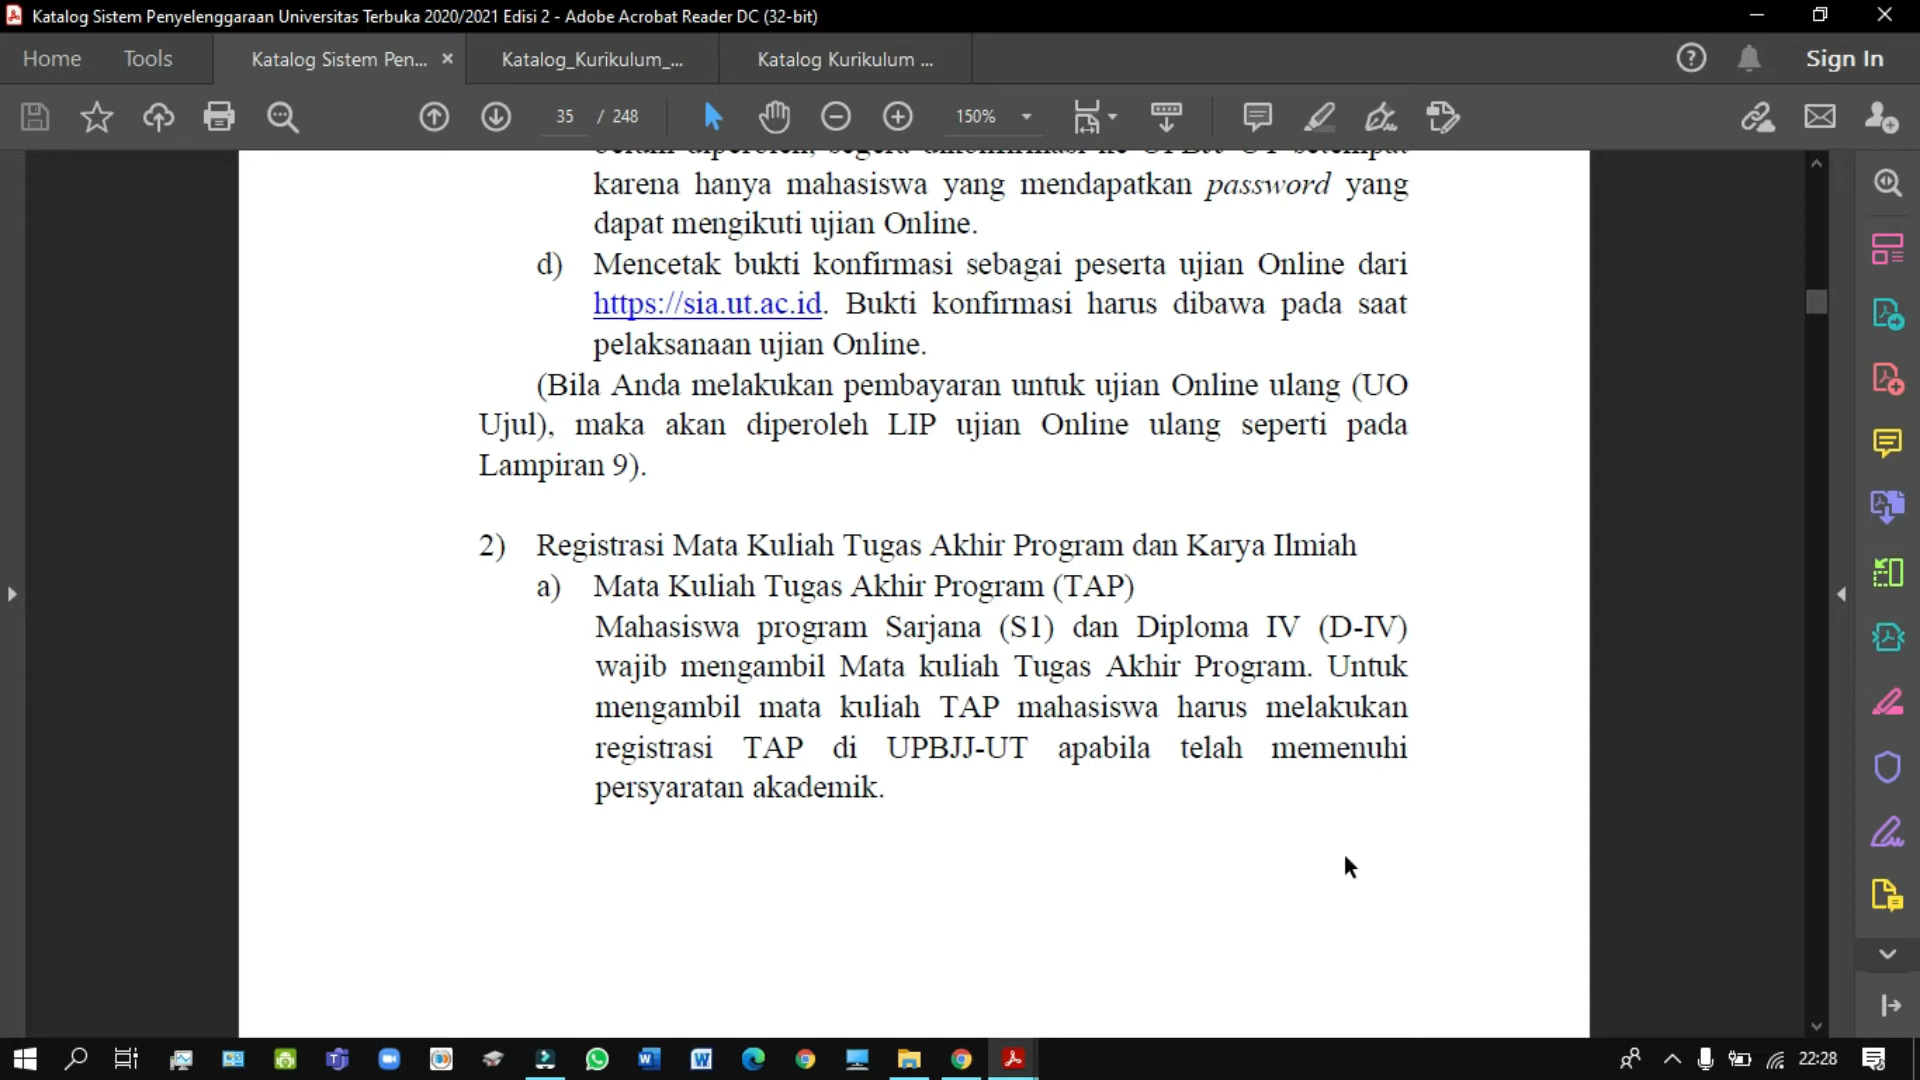 Katalog Sistem Penyelenggaraan Universitas Terbuka 2020/2021 Edisi 2 - Adobe Acrobat Reader DC (32-bit)
Home Tools Katalog Sistem Pen... × Katalog_Kurikulum_... Katalog Kurikulum ... Sign In
35 / 248 150%
karena hanya mahasiswa yang mendapatkan password yang
dapat mengikuti ujian Online.
d) Mencetak bukti konfirmasi sebagai peserta ujian Online dari
https://sia.ut.ac.id. Bukti konfirmasi harus dibawa pada saat
pelaksanaan ujian Online.
(Bila Anda melakukan pembayaran untuk ujian Online ulang (UO
Ujul), maka akan diperoleh LIP ujian Online ulang seperti pada
Lampiran 9).
2) Registrasi Mata Kuliah Tugas Akhir Program dan Karya Ilmiah
a) Mata Kuliah Tugas Akhir Program (TAP)
Mahasiswa program Sarjana (S1) dan Diploma IV (D-IV)
wajib mengambil Mata kuliah Tugas Akhir Program. Untuk
mengambil mata kuliah TAP mahasiswa harus melakukan
registrasi TAP di UPBJJ-UT apabila telah memenuhi
persyaratan akademik.
22:28